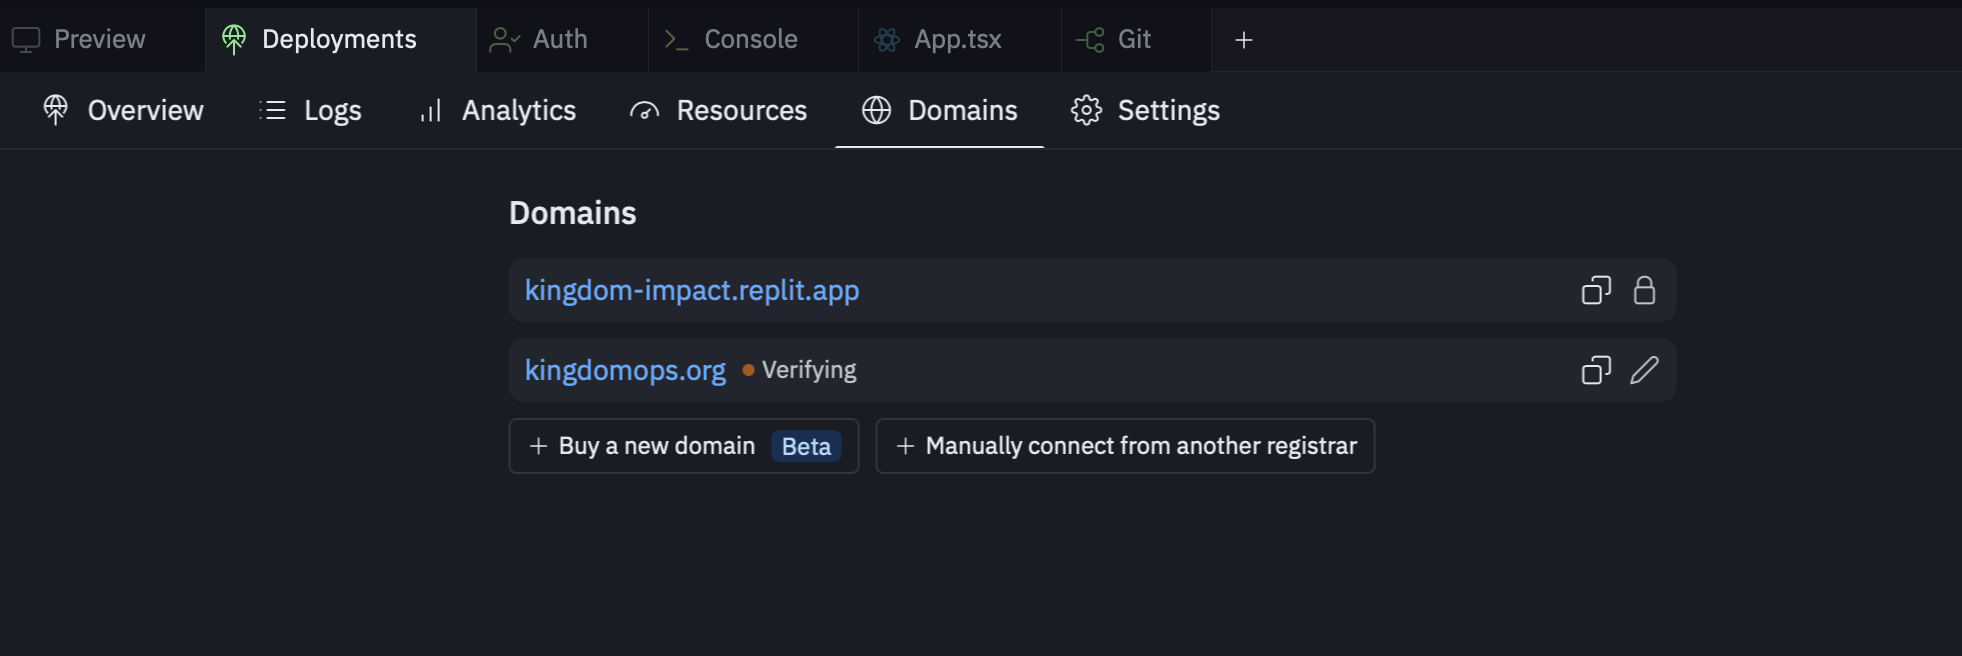 Preview Deployments Auth Console App.tsx Git
Overview Logs Analytics Resources Domains Settings
Domains
kingdom-impact.replit.app
kingdomops.org Verifying
+ Buy a new domain Beta + Manually connect from another registrar